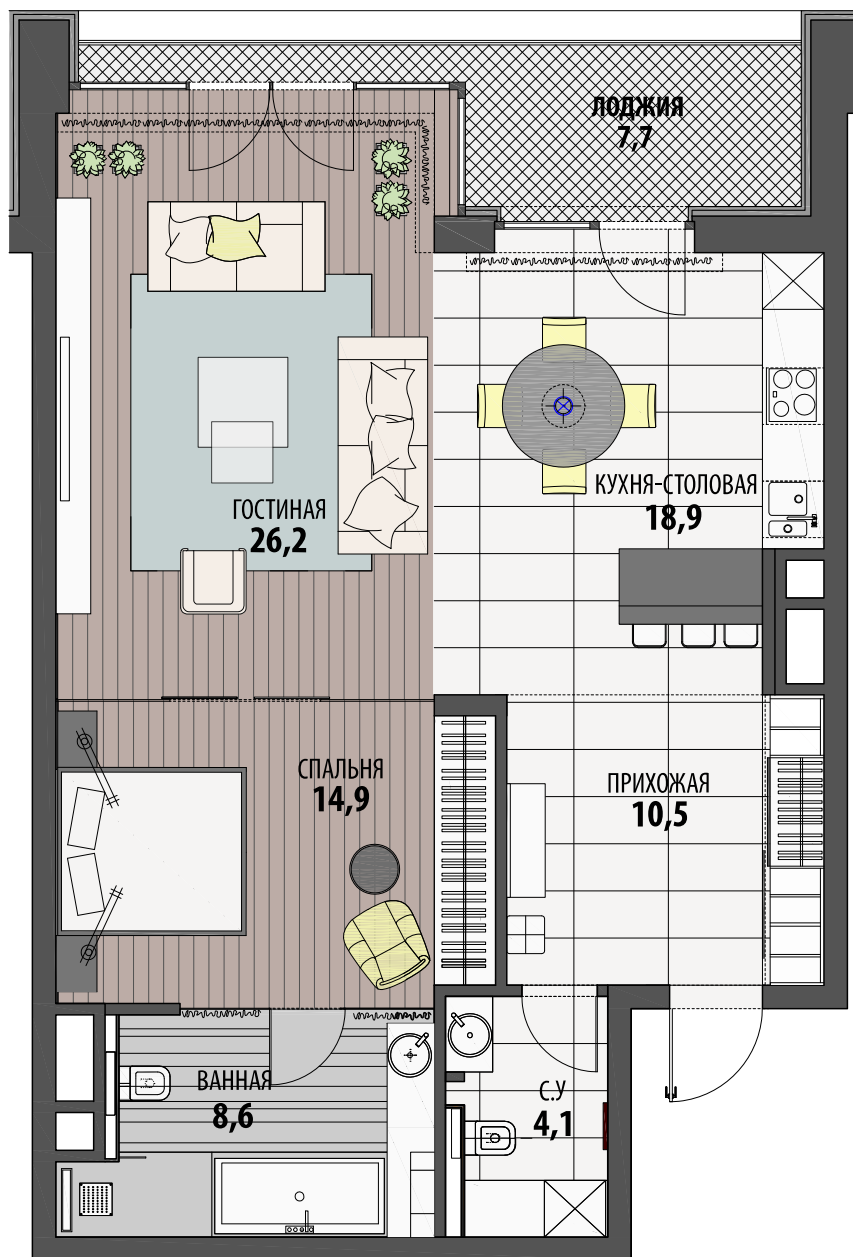 ЛОДЖИЯ
7,7
КУХНЯ-СТОЛОВАЯ
18,9
ГОСТИНАЯ
26,2
СПАЛЬНЯ
14,9
ПРИХОЖАЯ
10,5
ВАННАЯ
8,6
С.У
4,1